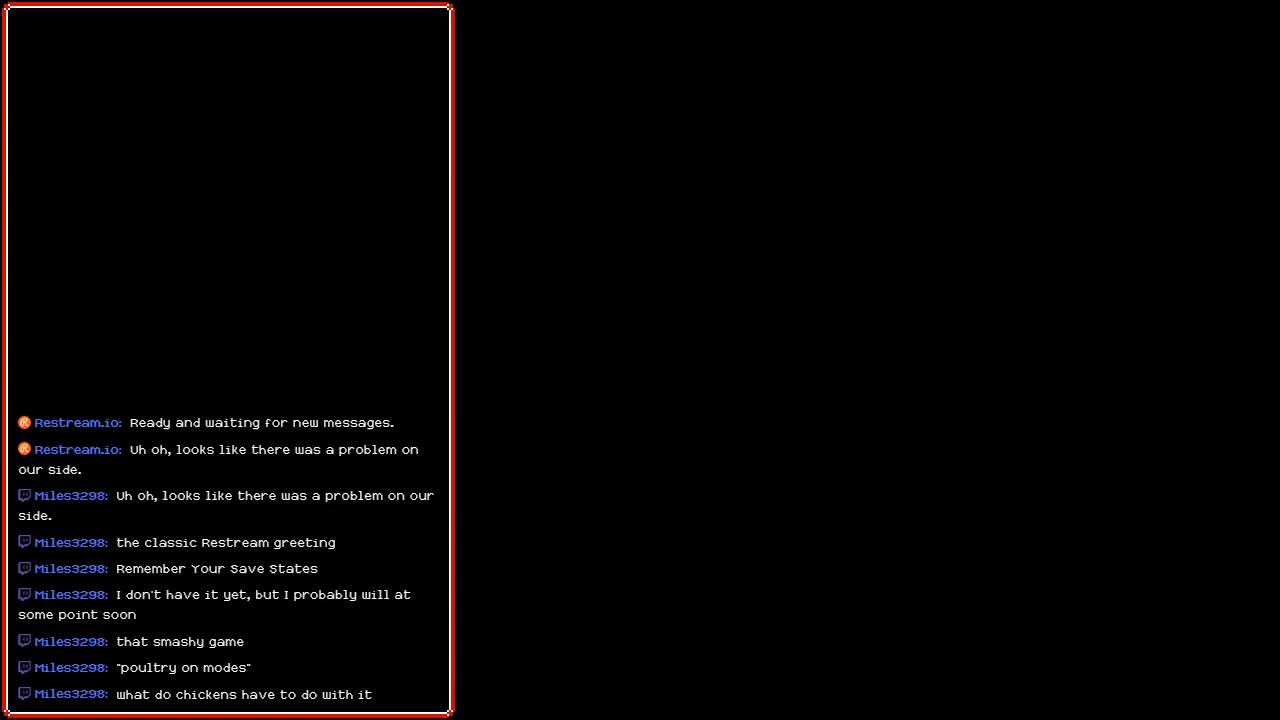 Restream.io: Ready and waiting for new messages.
Restream.io: Uh oh, looks like there was a problem on
our side.
Miles3298: Uh oh, looks like there was a problem on our
side.
Miles3298: the classic Restream greeting
Miles3298: Remember Your Save States
Miles3298: I don't have it yet, but I probably will at
some point soon
Miles3298: that smashy game
Miles3298: "poultry on modes"
Miles3298: what do chickens have to do with it